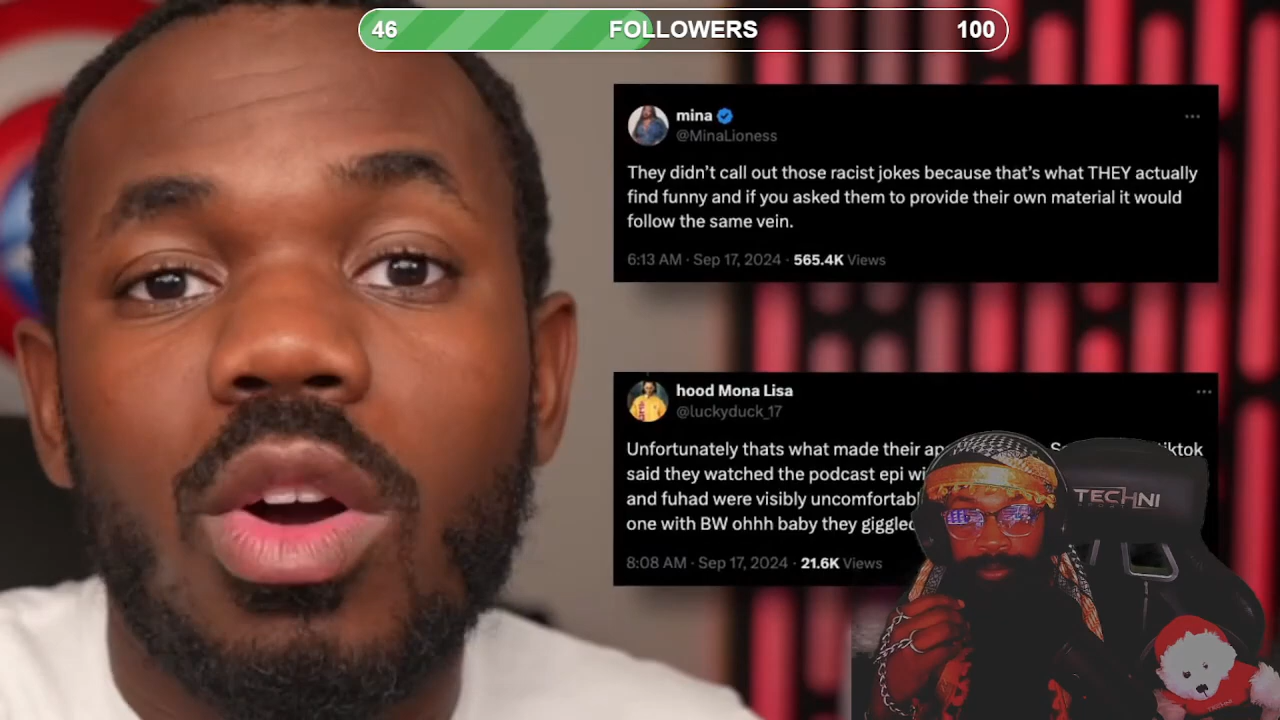 46 FOLLOWERS 100
mina
@MinaLioness
They didn't call out those racist jokes because that's what THEY actually
find funny and if you asked them to provide their own material it would
follow the same vein.
6:13 AM · Sep 17, 2024 · 565.4K Views
hood Mona Lisa
@luckyduck_17
Unfortunately thats what made their
said they watched the podcast epi
and fuhad were visibly
one with BW ohhh baby they
8:08 AM · Sep 17, 2024 · 21.6K Views
TECHNI